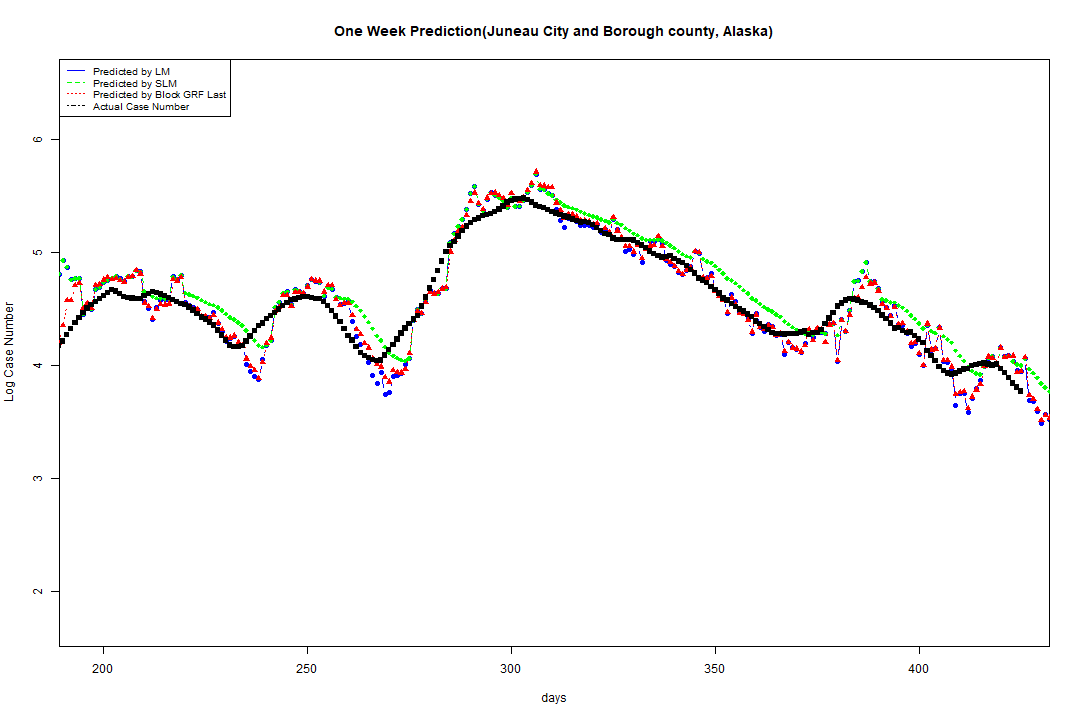 One Week Prediction(Juneau City and Borough county, Alaska)
Predicted by LM
Predicted by SLM
Predicted by Block GRF Last
Actual Case Number
6
5
4
3
2
Log Case Number
200 250 300 350 400
days